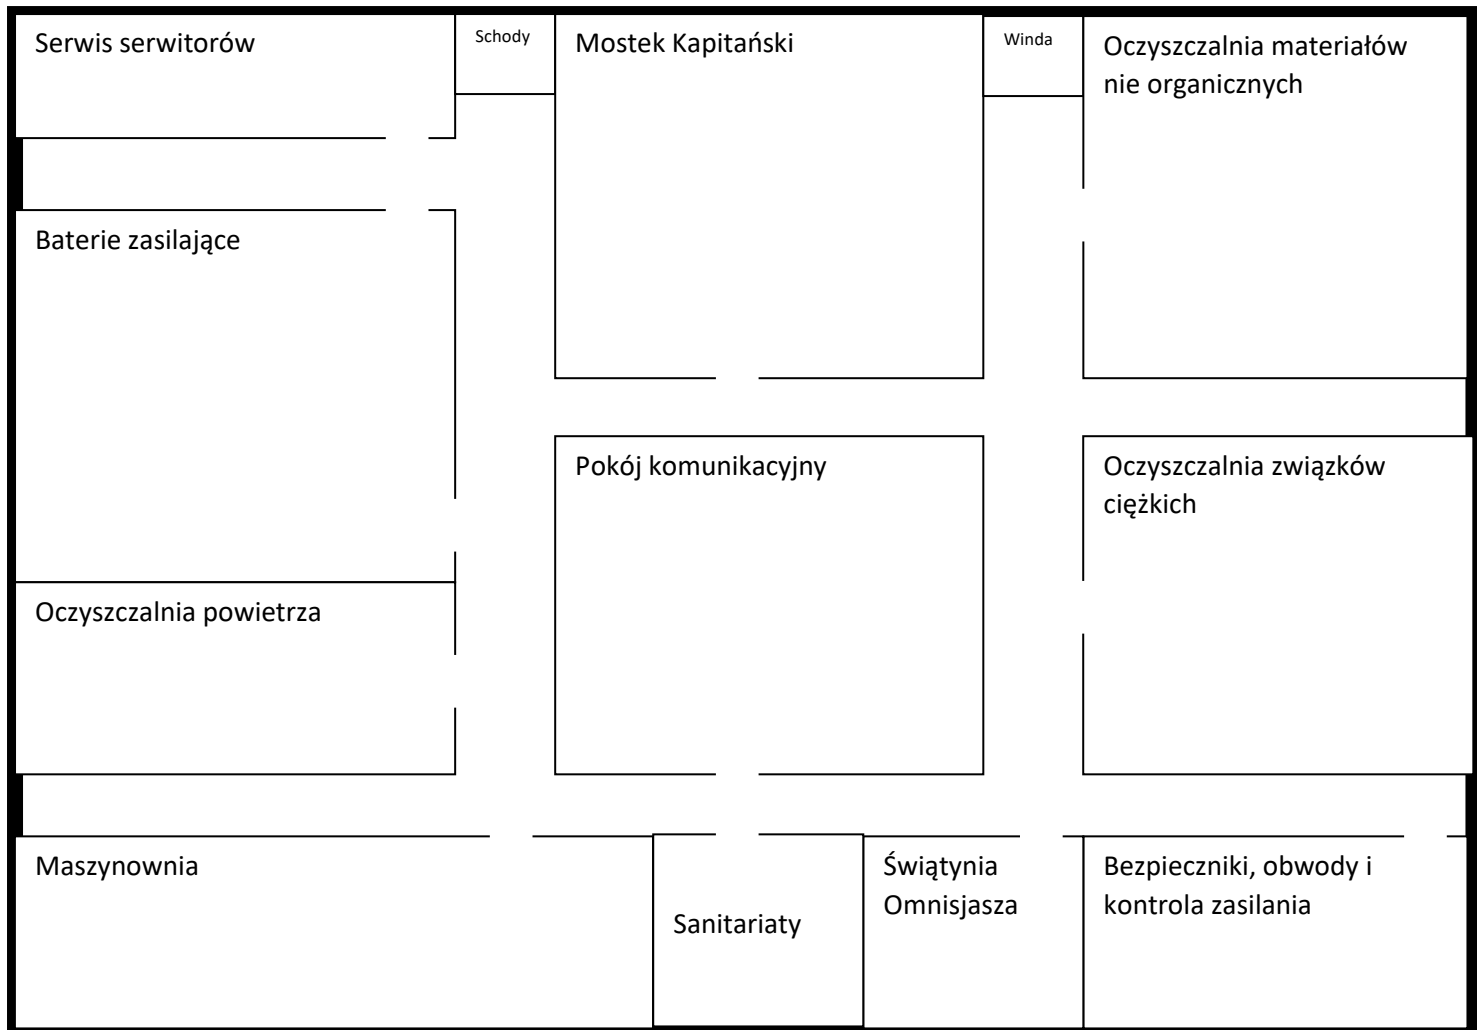 Serwis serwitorów
Schody
Mostek Kapitański
Winda
Oczyszczalnia materiałów
nie organicznych
Baterie zasilające
Pokój komunikacyjny
Oczyszczalnia związków
ciężkich
Oczyszczalnia powietrza
Maszynownia
Sanitariaty
Świątynia
Omnisjasza
Bezpieczniki, obwody i
kontrola zasilania